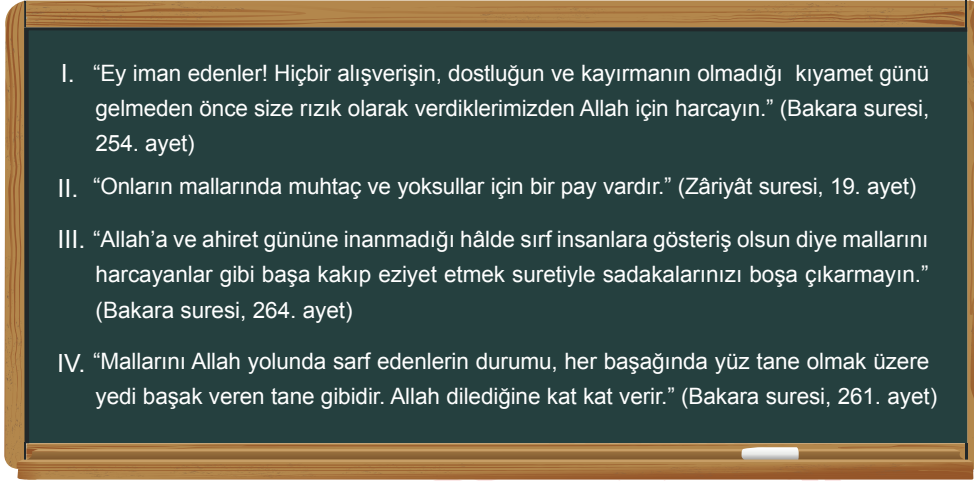 I. “Ey iman edenler! Hiçbir alışverişin, dostluğun ve kayırmanın olmadığı kıyamet günü
gelmeden önce size rızık olarak verdiklerimizden Allah için harcayın.” (Bakara suresi,
254. ayet)
II. “Onların mallarında muhtaç ve yoksullar için bir pay vardır.” (Zâriyât suresi, 19. ayet)
III. “Allah’a ve ahiret gününe inanmadığı hâlde sırf insanlara gösteriş olsun diye mallarını
harcayanlar gibi başa kakıp eziyet etmek suretiyle sadakalarınızı boşa çıkarmayın.”
(Bakara suresi, 264. ayet)
IV. “Mallarını Allah yolunda sarf edenlerin durumu, her başağında yüz tane olmak üzere
yedi başak veren tane gibidir. Allah dilediğine kat kat verir.” (Bakara suresi, 261. ayet)